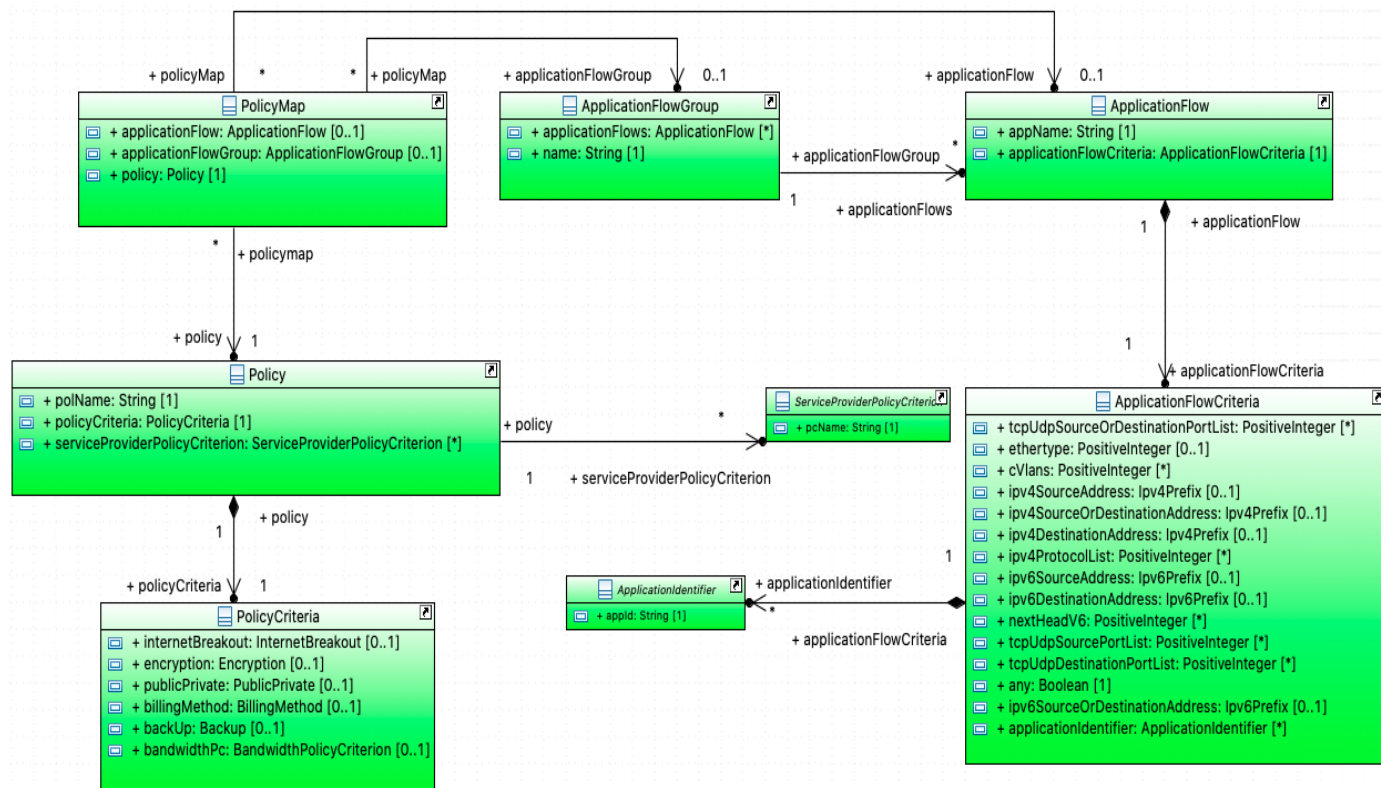 + policyMap
*
*
+ policyMap
+ applicationFlowGroup
0..1
+ applicationFlow
0..1
PolicyMap
+ applicationFlow: ApplicationFlow [0..1]
+ applicationFlowGroup: ApplicationFlowGroup [0..1]
+ policy: Policy [1]
ApplicationFlowGroup
+ applicationFlows: ApplicationFlow [*]
+ name: String [1]
+ applicationFlowGroup
*
1
+ applicationFlows
ApplicationFlow
+ appName: String [1]
+ applicationFlowCriteria: ApplicationFlowCriteria [1]
1
+ applicationFlow
*
+ policymap
+ policy
1
1
+ applicationFlowCriteria
Policy
+ polName: String [1]
+ policyCriteria: PolicyCriteria [1]
+ serviceProviderPolicyCriterion: ServiceProviderPolicyCriterion [*]
+ policy
*
1
+ serviceProviderPolicyCriterion
ServiceProviderPolicyCriterion
+ pcName: String [1]
ApplicationFlowCriteria
+ tcpUdpSourceOrDestinationPortList: PositiveInteger [*]
+ ethertype: PositiveInteger [0..1]
+ cVlans: PositiveInteger [*]
+ ipv4SourceAddress: Ipv4Prefix [0..1]
+ ipv4SourceOrDestinationAddress: Ipv4Prefix [0..1]
+ ipv4DestinationAddress: Ipv4Prefix [0..1]
+ ipv4ProtocolList: PositiveInteger [*]
+ ipv6SourceAddress: Ipv6Prefix [0..1]
+ ipv6DestinationAddress: Ipv6Prefix [0..1]
+ nextHeadV6: PositiveInteger [*]
+ tcpUdpSourcePortList: PositiveInteger [*]
+ tcpUdpDestinationPortList: PositiveInteger [*]
+ any: Boolean [1]
+ ipv6SourceOrDestinationAddress: Ipv6Prefix [0..1]
+ applicationIdentifier: ApplicationIdentifier [*]
1
+ policy
+ policyCriteria
1
ApplicationIdentifier
+ appId: String [1]
+ applicationIdentifier
1
*
+ applicationFlowCriteria
PolicyCriteria
+ internetBreakout: InternetBreakout [0..1]
+ encryption: Encryption [0..1]
+ publicPrivate: PublicPrivate [0..1]
+ billingMethod: BillingMethod [0..1]
+ backUp: Backup [0..1]
+ bandwidthPc: BandwidthPolicyCriterion [0..1]